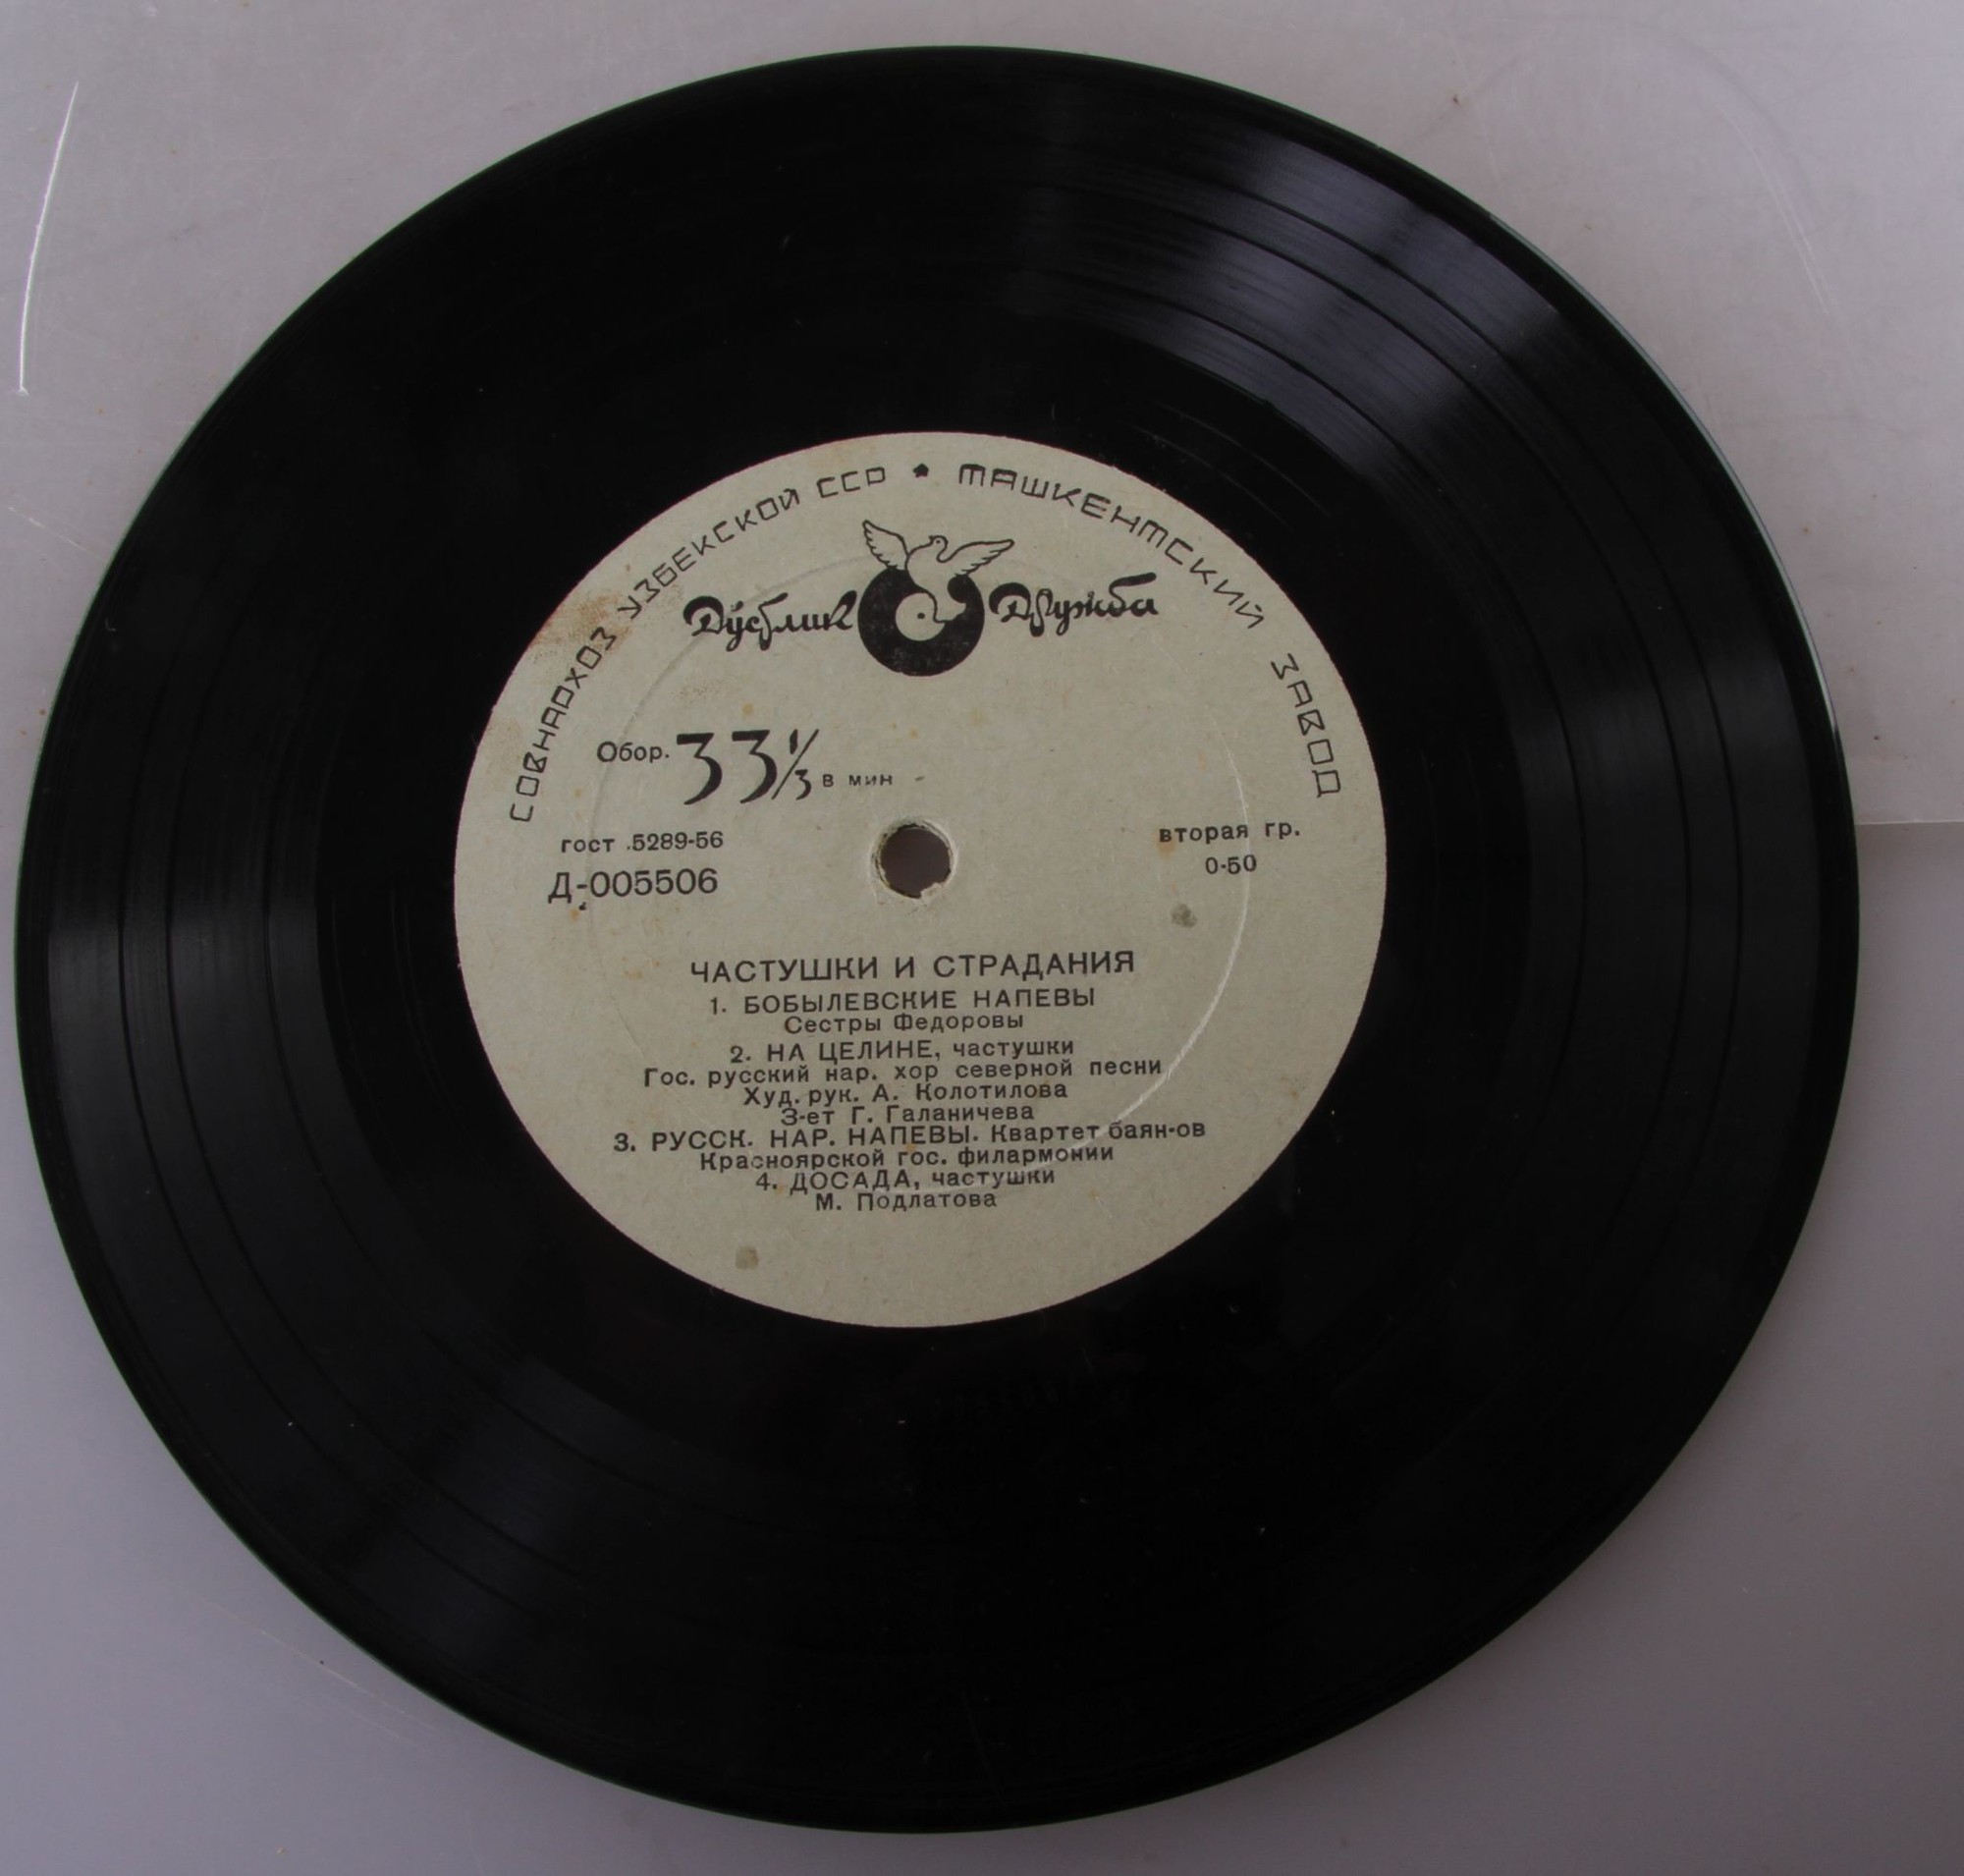 СОВНАРХОЗ УЗБЕКСКОЙ ССР * ТАШКЕНТСКИЙ ЗАВОД
Дўстлик Дружба
Обор. 33 1/3 в мин
гост 5289-56
вторая гр.
Д-005506
0-50
ЧАСТУШКИ И СТРАДАНИЯ
1. БОБЫЛЕВСКИЕ НАПЕВЫ
Сестры Федоровы
2. НА ЦЕЛИНЕ, частушки
Гос. русский нар. хор северной песни
Худ. рук. А. Колотилова
З-ет Г. Галаничева
3. РУССК. НАР. НАПЕВЫ. Квартет баян-ов
Красноярской гос. филармонии
4. ДОСАДА, частушки
М. Подлатова